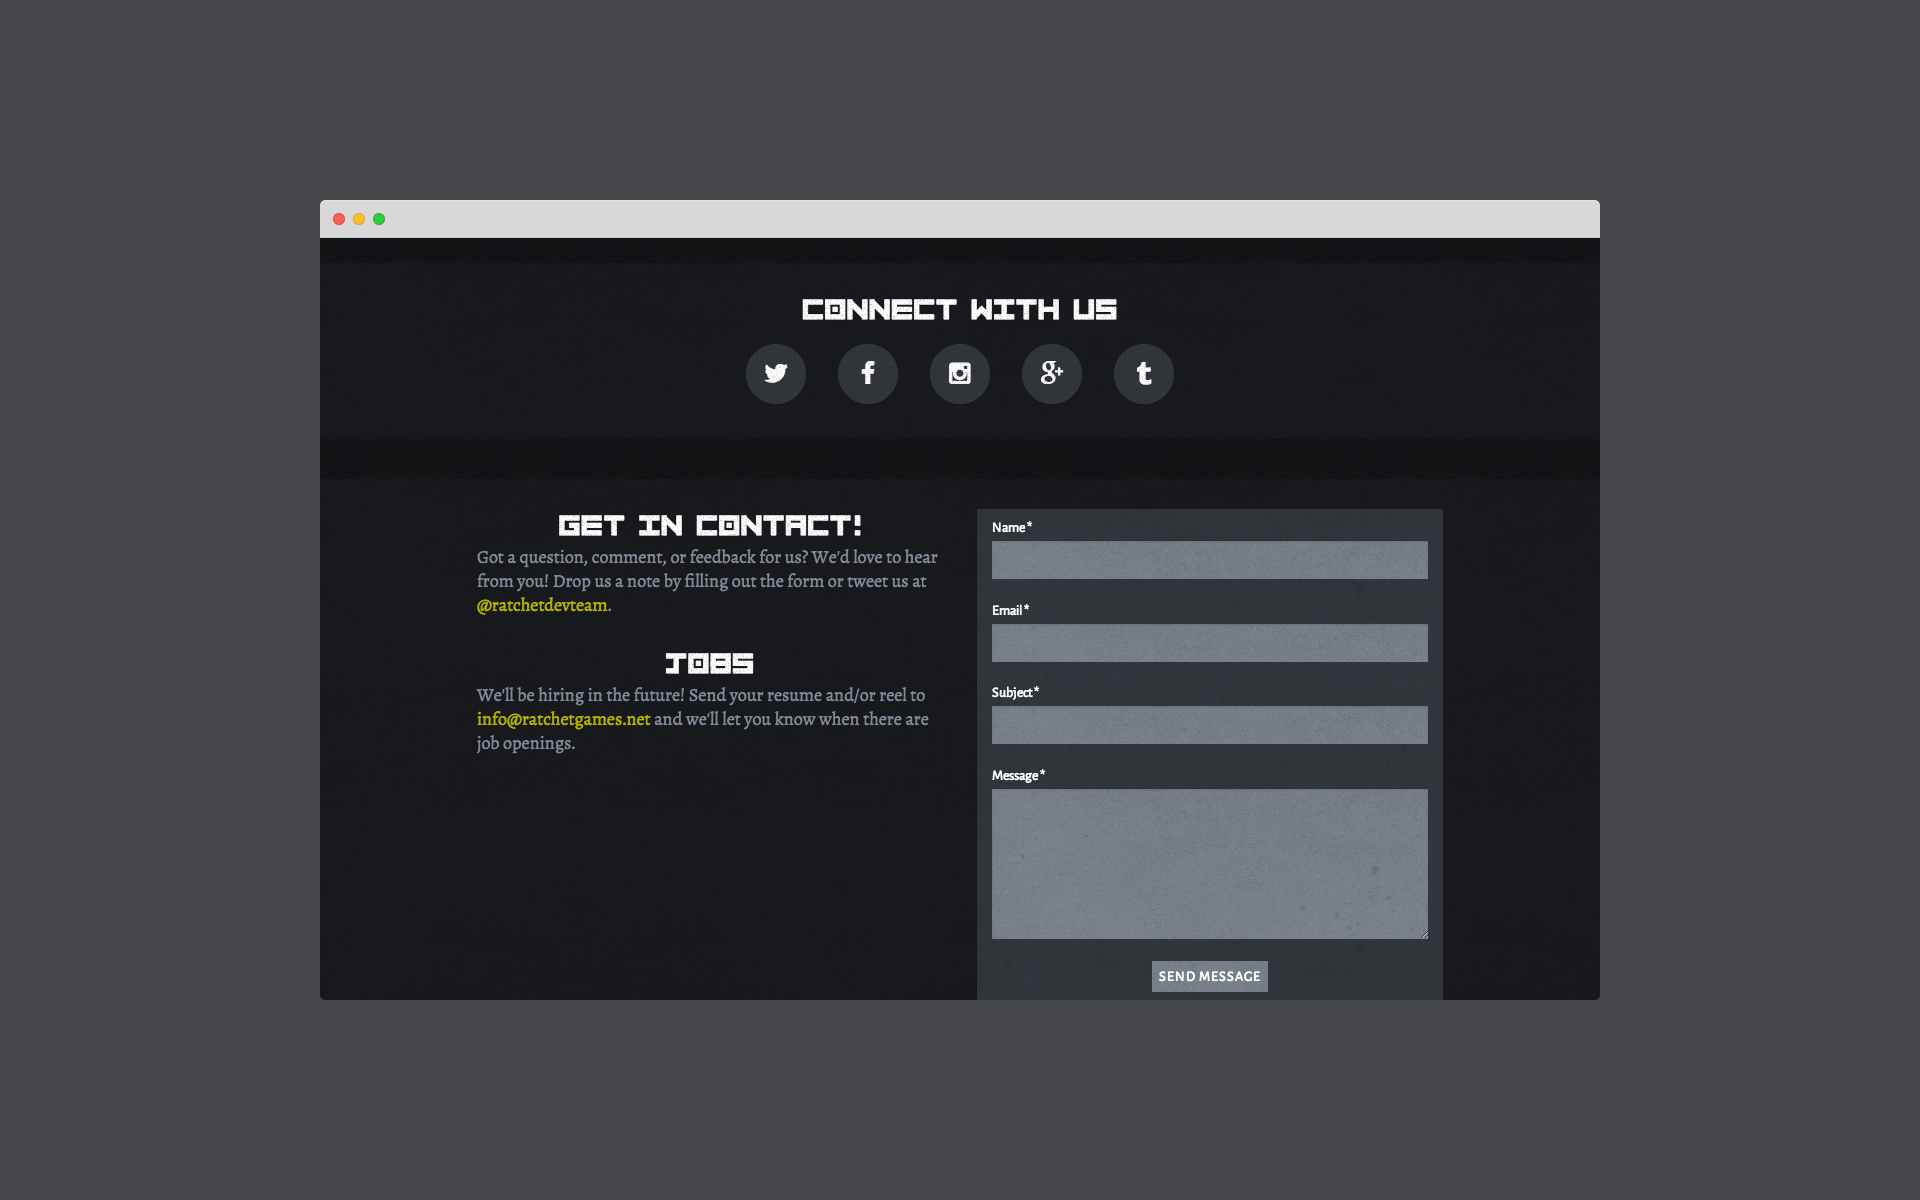 CONNECT WITH US
GET IN CONTACT!
Got a question, comment, or feedback for us? We'd love to hear
from you! Drop us a note by filling out the form or tweet us at
@ratchetdevteam.
JOBS
We'll be hiring in the future! Send your resume and/or reel to
info@ratchetgames.net and we'll let you know when there are
job openings.
Name*
Email*
Subject*
Message*
SEND MESSAGE